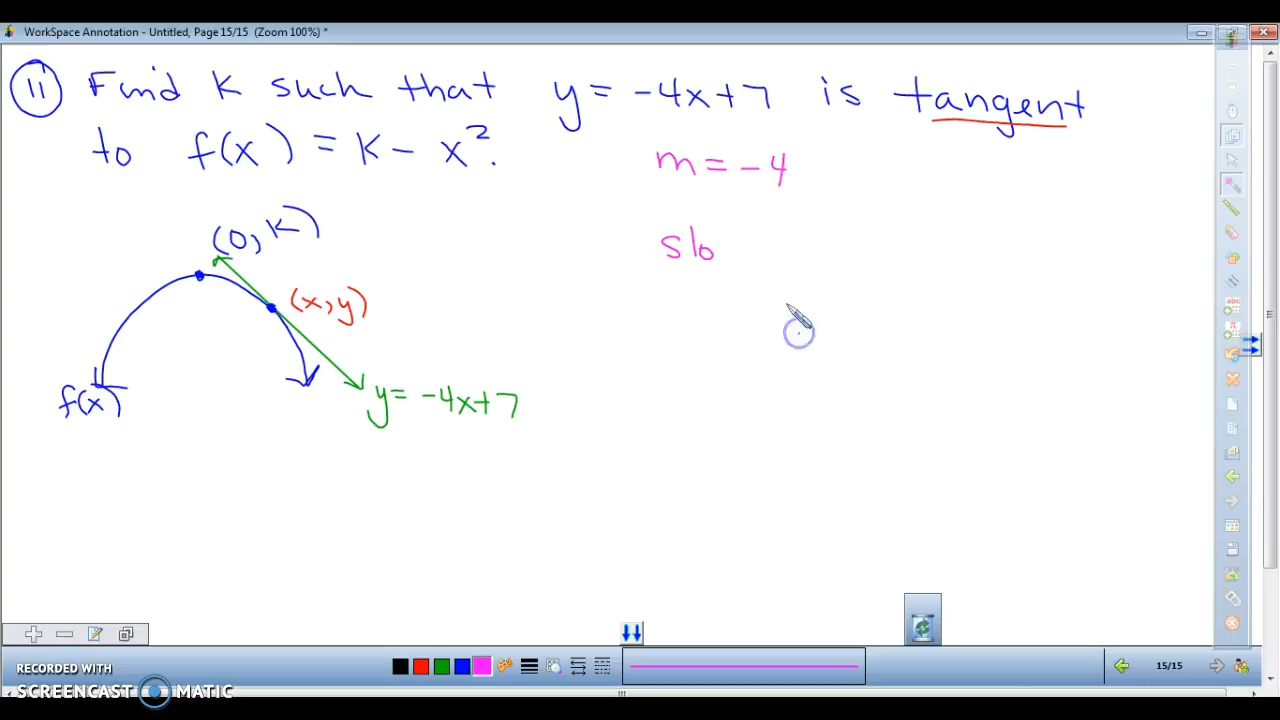 WorkSpace Annotation - Untitled, Page 15/15 (Zoom 100%) *
11 Find K such that y = -4x+7 is tangent
to f(x) = K - x².
m = -4
(0, K)
slo
(x, y)
f(x)
y = -4x+7
RECORDED WITH
SCREENCAST-O-MATIC
15/15